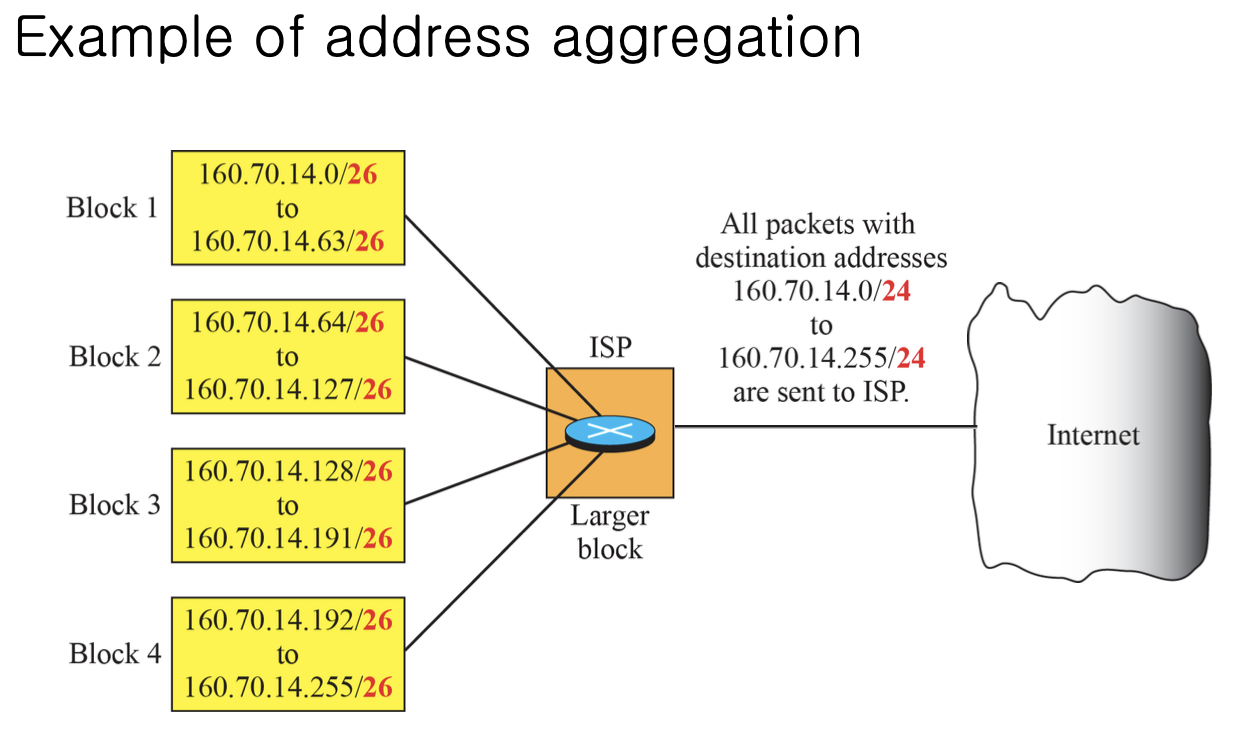 Example of address aggregation
Block 1
160.70.14.0/26
to
160.70.14.63/26
Block 2
160.70.14.64/26
to
160.70.14.127/26
Block 3
160.70.14.128/26
to
160.70.14.191/26
Block 4
160.70.14.192/26
to
160.70.14.255/26
ISP
Larger
block
All packets with
destination addresses
160.70.14.0/24
to
160.70.14.255/24
are sent to ISP.
Internet